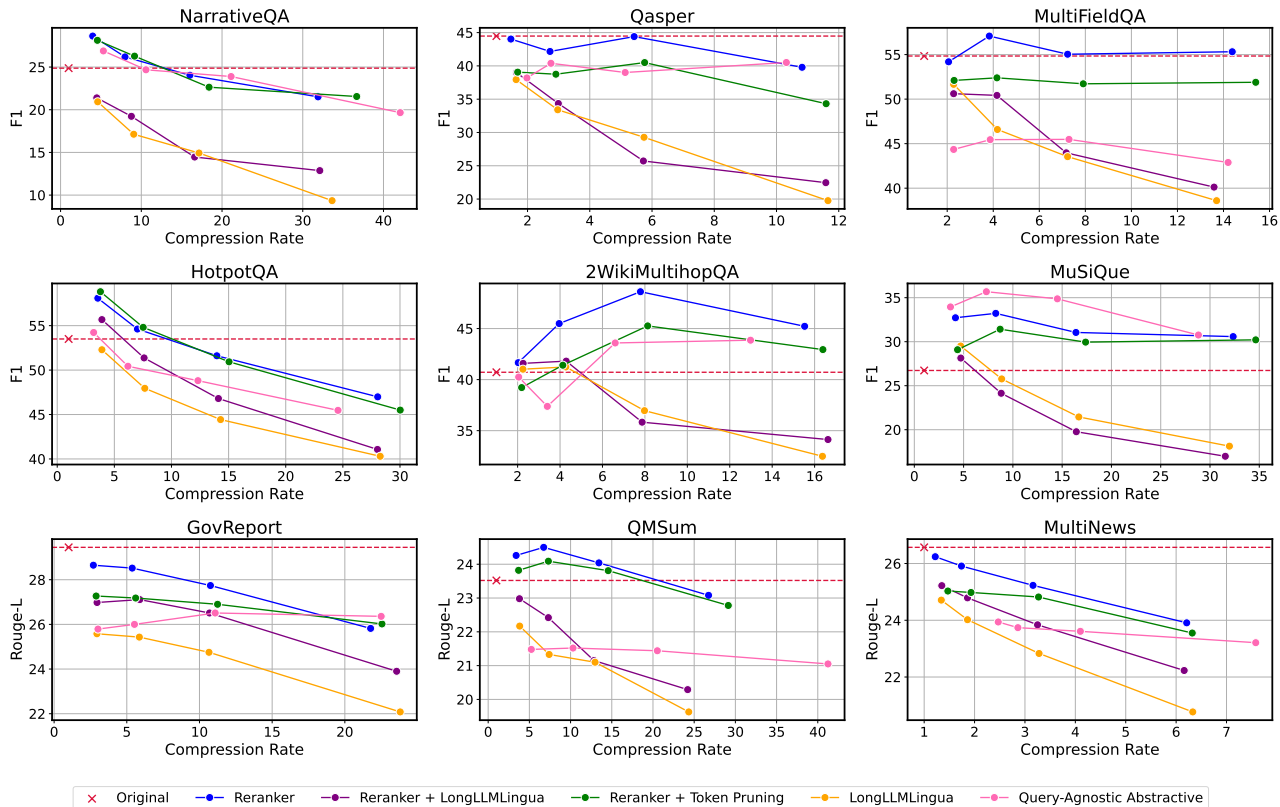 NarrativeQA
25
20
15
10
F1
0 10 20 30 40
Compression Rate
Qasper
45
40
35
30
25
20
F1
2 4 6 8 10 12
Compression Rate
MultiFieldQA
55
50
45
40
F1
2 4 6 8 10 12 14 16
Compression Rate
HotpotQA
55
50
45
40
F1
0 5 10 15 20 25 30
Compression Rate
2WikiMultihopQA
45
40
35
F1
2 4 6 8 10 12 14 16
Compression Rate
MuSiQue
35
30
25
20
F1
0 5 10 15 20 25 30 35
Compression Rate
GovReport
28
26
24
22
Rouge-L
0 5 10 15 20
Compression Rate
QMSum
24
23
22
21
20
Rouge-L
0 5 10 15 20 25 30 35 40
Compression Rate
MultiNews
26
24
22
Rouge-L
1 2 3 4 5 6 7
Compression Rate
Original Reranker Reranker + LongLLMLingua Reranker + Token Pruning LongLLMLingua Query-Agnostic Abstractive